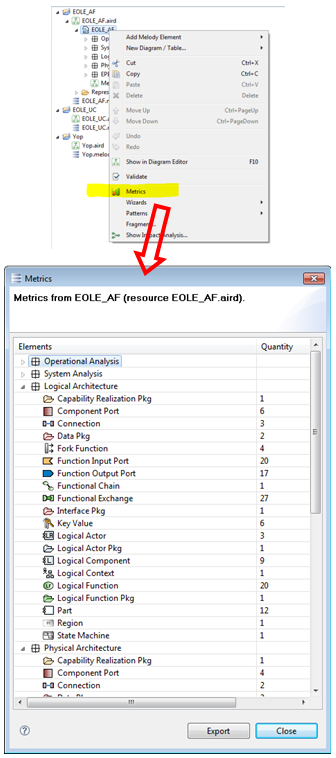 EOLE_AF
EOLE_AF.aird
EOLE_AF
Add Melody Element
New Diagram / Table...
Cut Ctrl+X
Copy Ctrl+C
Paste Ctrl+V
Delete Delete
Move Up Ctrl+PageUp
Move Down Ctrl+PageDown
Undo
Redo
Show in Diagram Editor F10
Validate
Metrics
Wizards
Patterns
Fragment...
Show Impact Analysis...
Op
Sys
Log
Phy
EPB
Me
Repres
EOLE_AF.m
EOLE_UC
EOLE_UC.a
EOLE_UC.
Yop
Yop.aird
Yop.meloc
Metrics
Metrics from EOLE_AF (resource EOLE_AF.aird).
Elements Quantity
Operational Analysis
System Analysis
Logical Architecture
Capability Realization Pkg 1
Component Port 6
Connection 3
Data Pkg 2
Fork Function 4
Function Input Port 20
Function Output Port 17
Functional Chain 1
Functional Exchange 27
Interface Pkg 1
Key Value 6
Logical Actor 3
Logical Actor Pkg 1
Logical Component 9
Logical Context 1
Logical Function 20
Logical Function Pkg 1
Part 12
Region 1
State Machine 1
Physical Architecture
Capability Realization Pkg 1
Component Port 4
Connection 2
Export Close